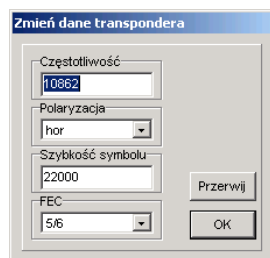 Zmień dane transpondera
Częstotliwość
10862
Polaryzacja
hor
Szybkość symbolu
22000
Przerwij
FEC
5/6
OK